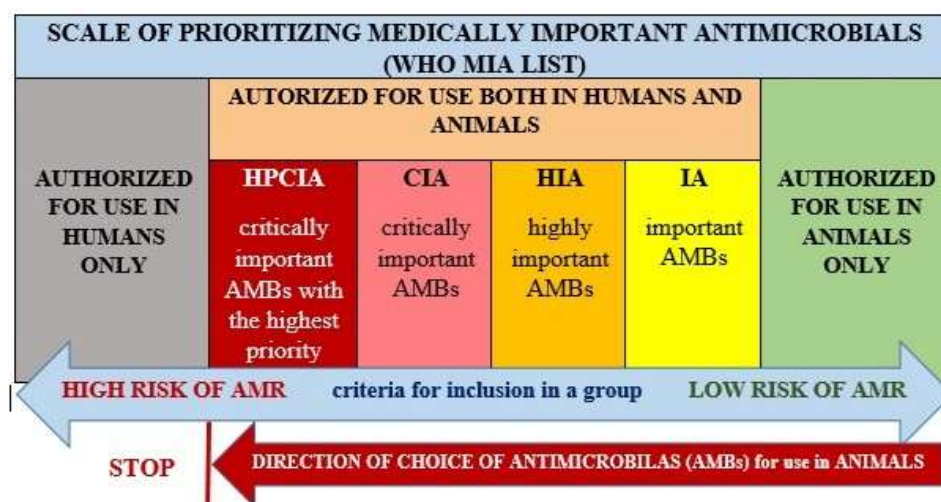 SCALE OF PRIORITIZING MEDICALLY IMPORTANT ANTIMICROBIALS
(WHO MIA LIST)
AUTHORIZED
FOR USE IN
HUMANS
ONLY
AUTORIZED FOR USE BOTH IN HUMANS AND
ANIMALS
HPCIA
critically
important
AMBs with
the highest
priority
CIA
critically
important
AMBs
HIA
highly
important
AMBs
IA
important
AMBs
AUTHORIZED
FOR USE IN
ANIMALS
ONLY
HIGH RISK OF AMR criteria for inclusion in a group LOW RISK OF AMR
STOP
DIRECTION OF CHOICE OF ANTIMICROBILAS (AMBs) for use in ANIMALS